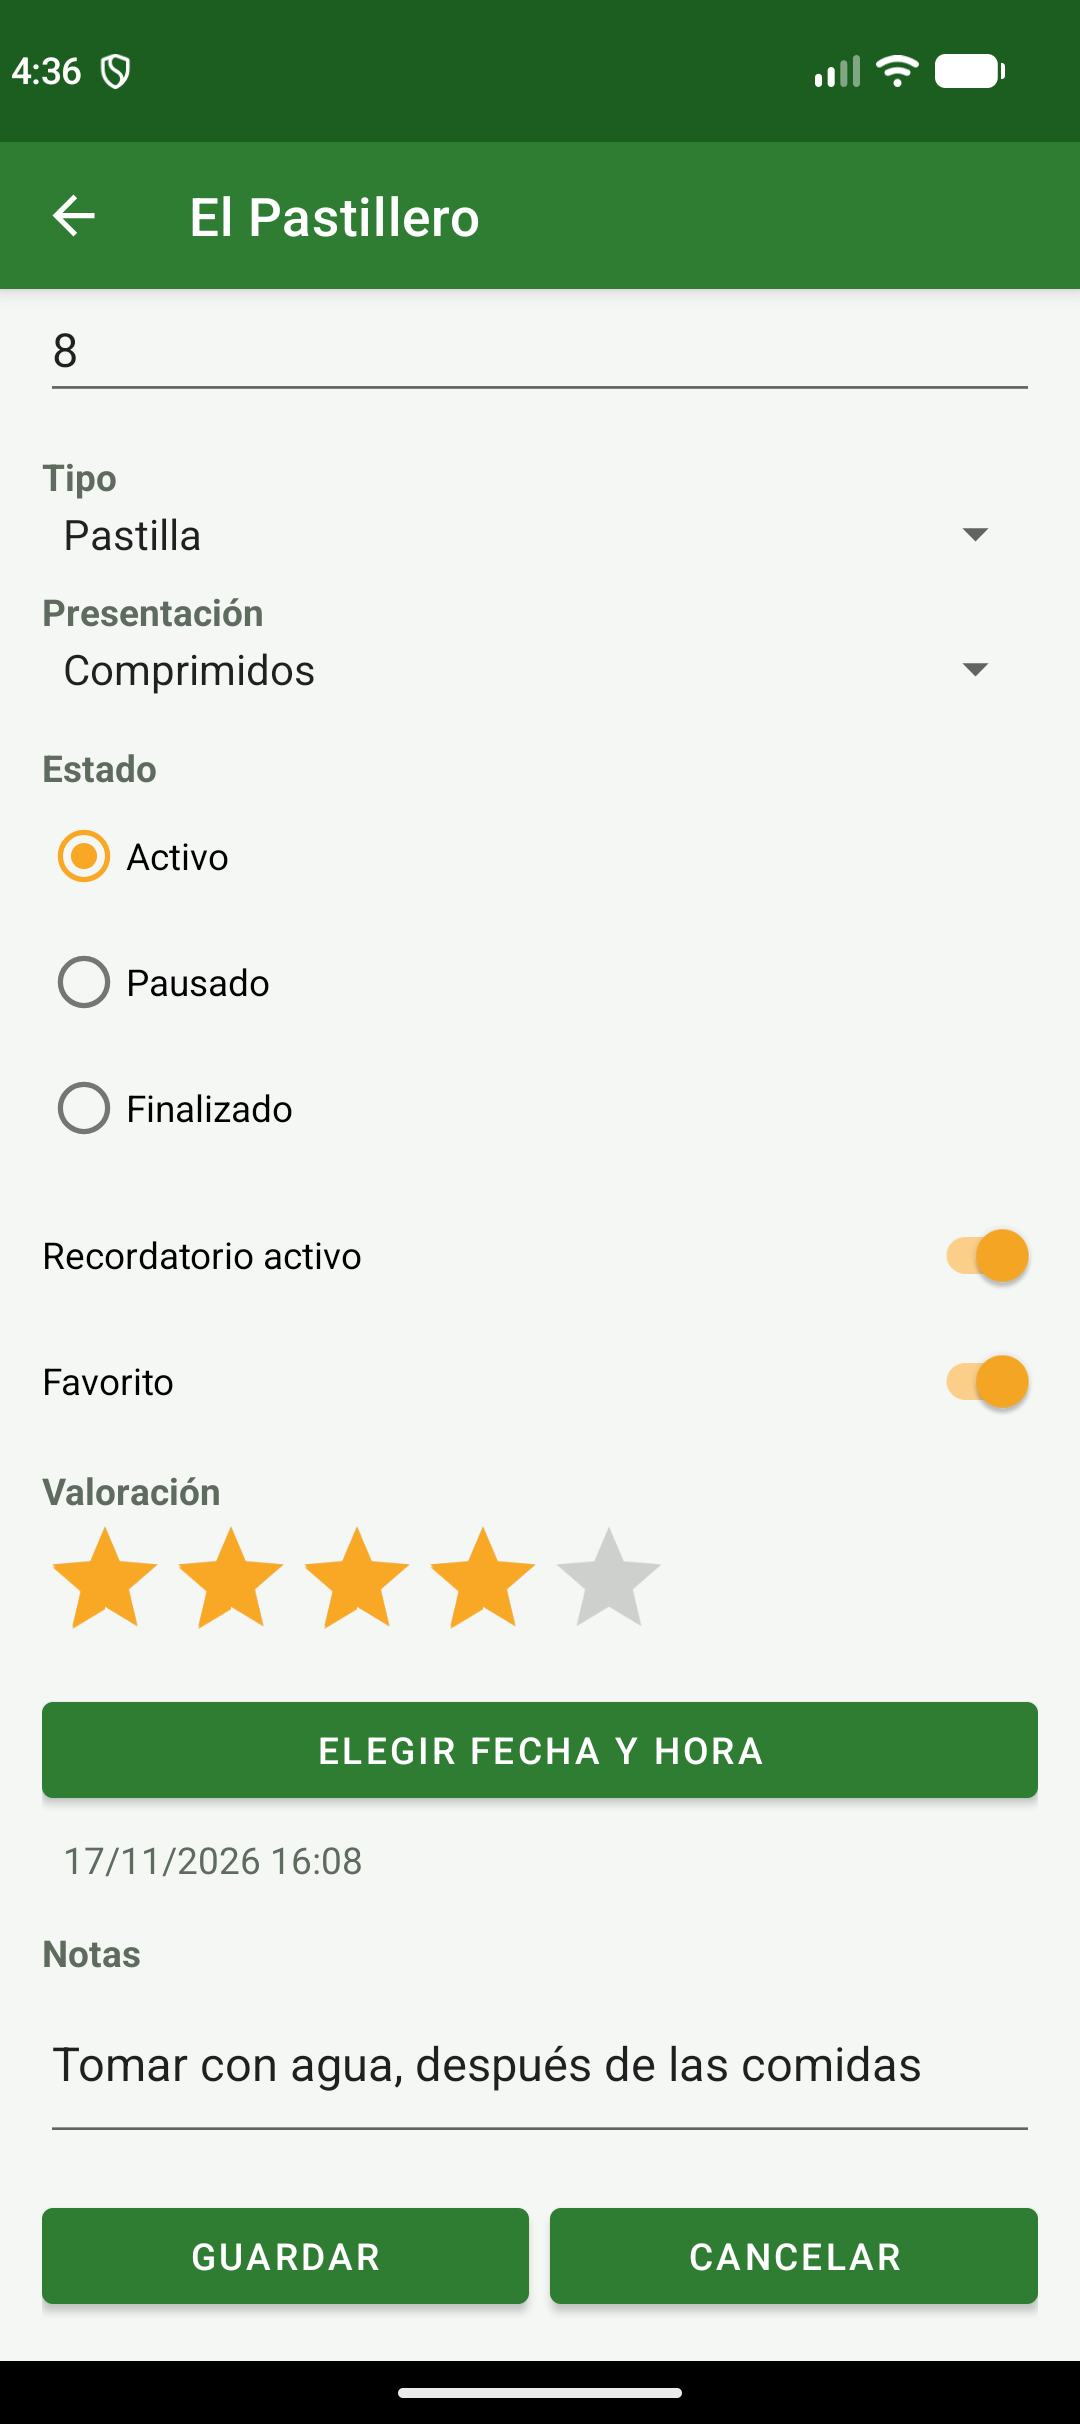 4:36
El Pastillero
8
Tipo
Pastilla
Presentación
Comprimidos
Estado
Activo
Pausado
Finalizado
Recordatorio activo
Favorito
Valoración
ELEGIR FECHA Y HORA
17/11/2026 16:08
Notas
Tomar con agua, después de las comidas
GUARDAR
CANCELAR